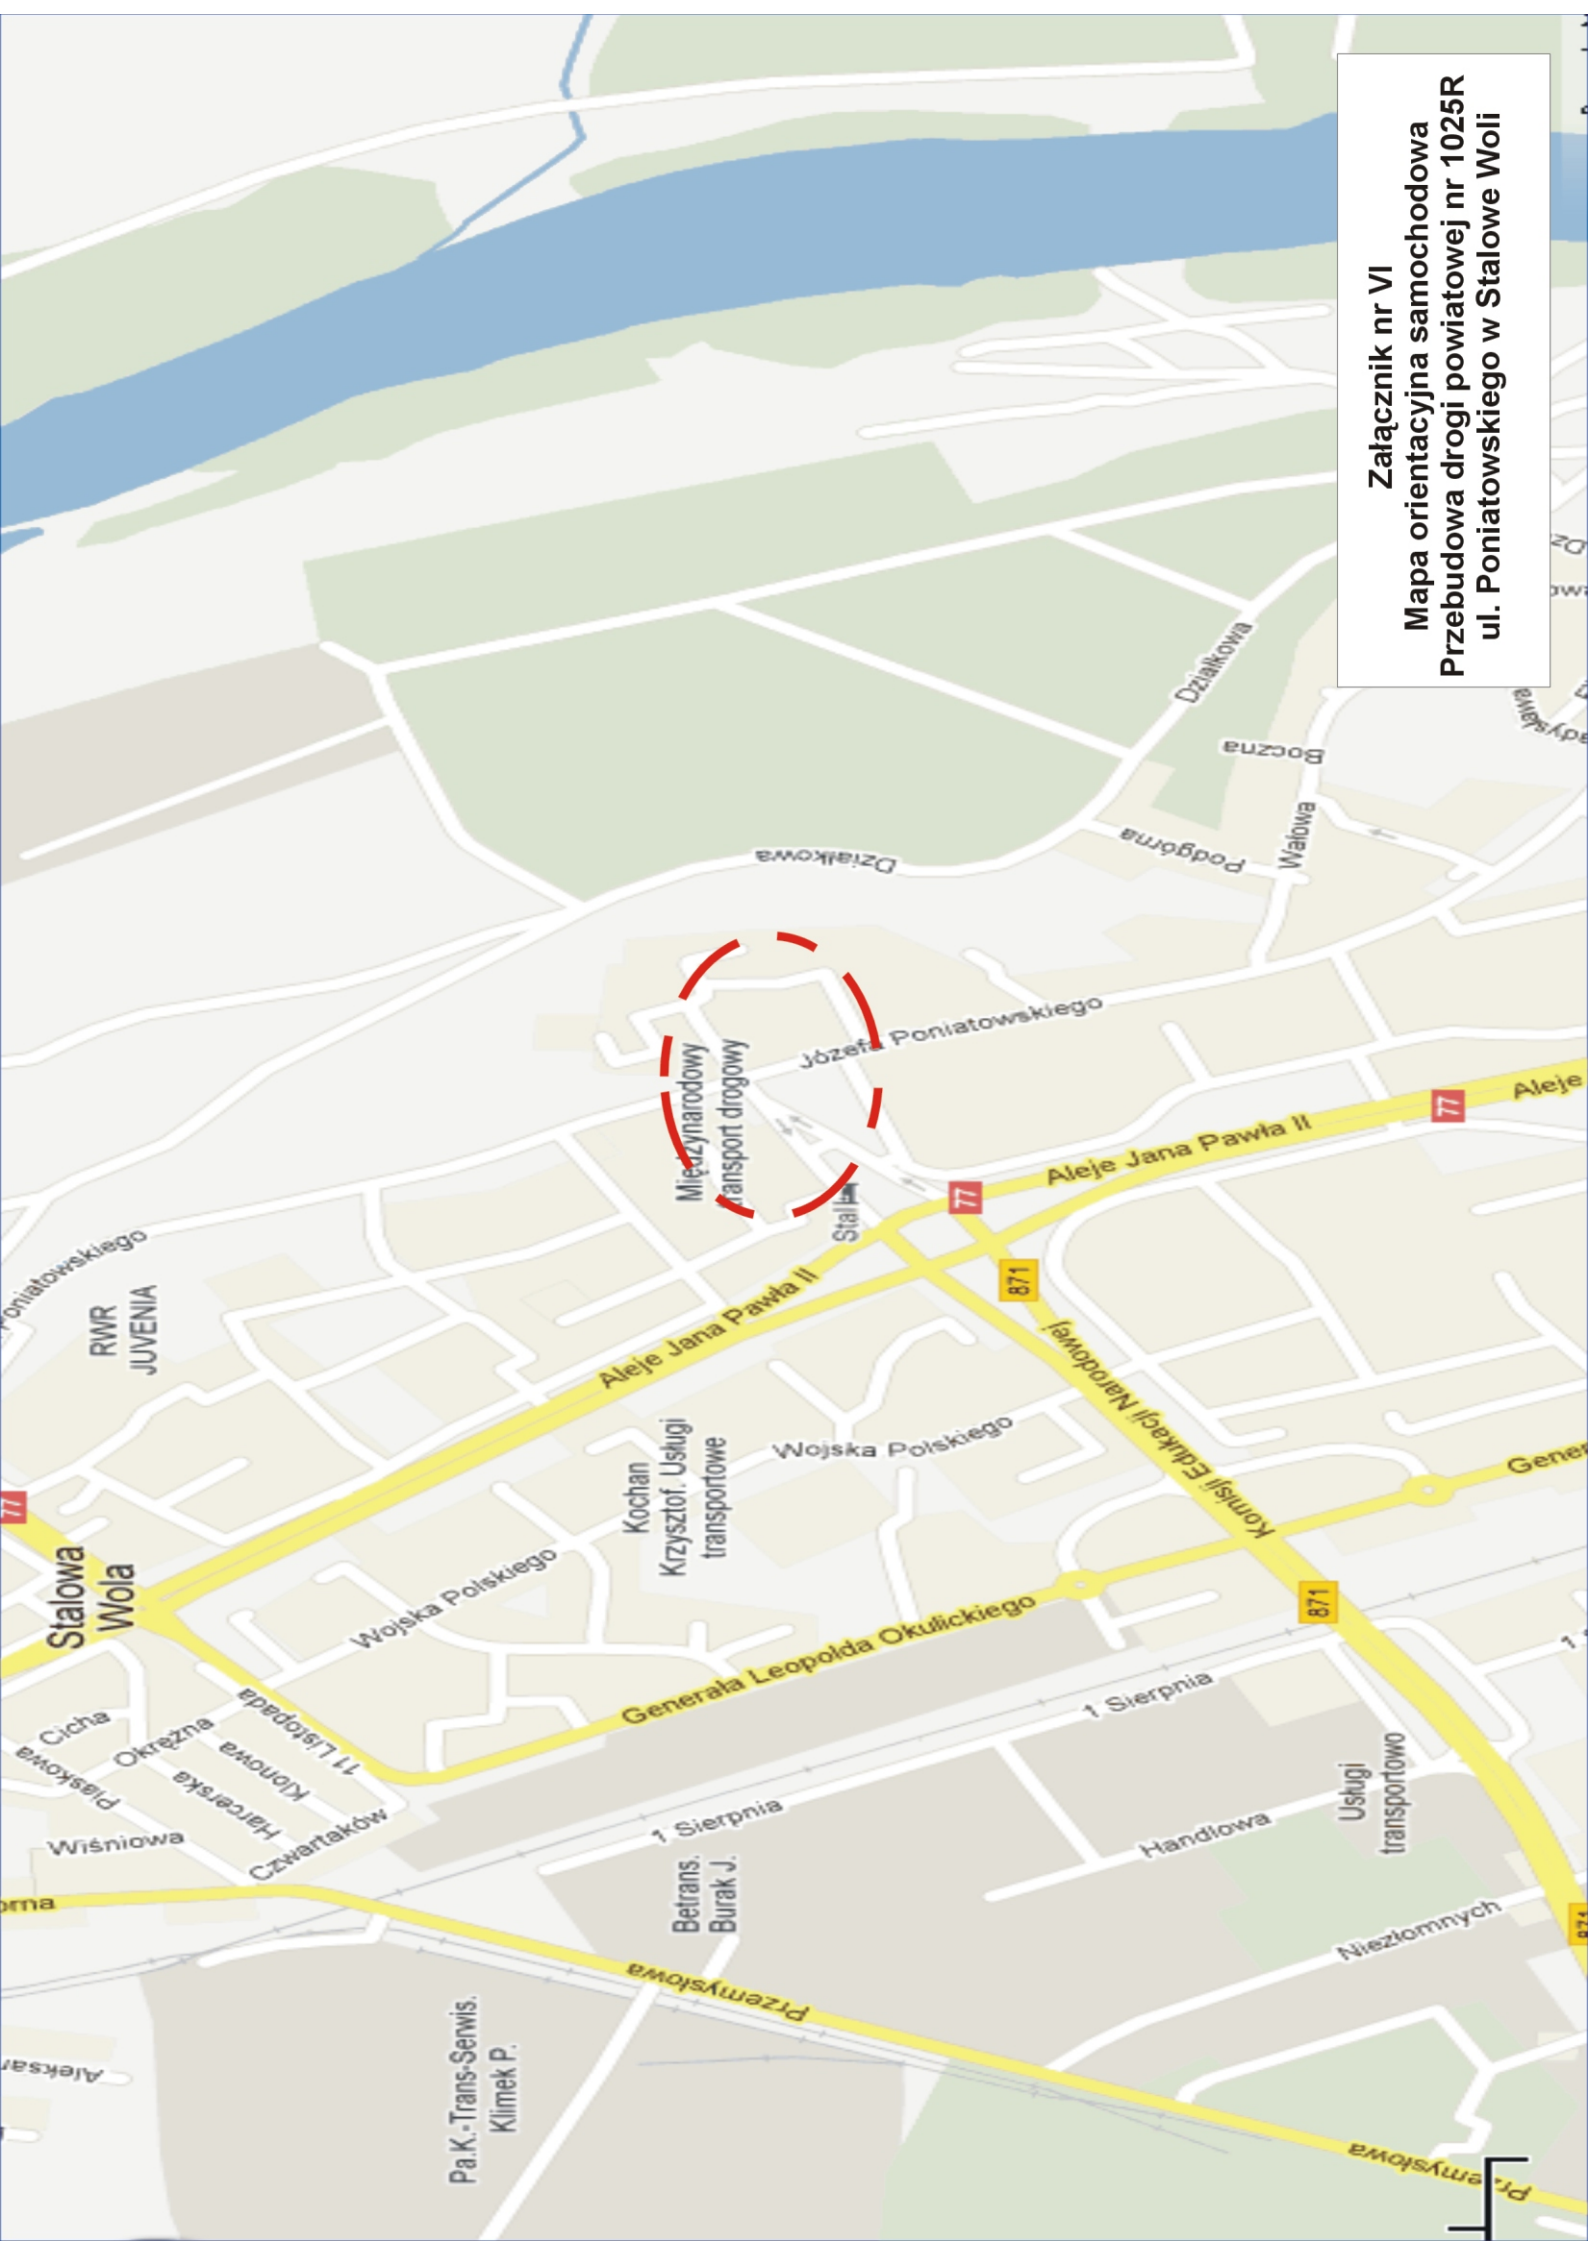 Załącznik nr VI
Mapa orientacyjna samochodowa
Przebudowa drogi powiatowej nr 1025R
ul. Poniatowskiego w Stalowe Woli
Działkowa
Boczna
Działkowa
Podgórna
Wałowa
Józefa Poniatowskiego
Międzynarodowy
transport drogowy
Poniatowskiego
RWR
JUVENIA
Stal
77
77
77
Aleje Jana Pawła II
Aleje
Aleje Jana Pawła II
871
Komisji Edukacji Narodowej
Wojska Polskiego
Kochan
Krzysztof. Usługi
transportowe
Stalowa
Wola
Wojska Polskiego
Generała Leopolda Okulickiego
871
11 Listopada
Cicha
Okrężna
Piaskowa
Klonowa
Harcerska
Wiśniowa
Czwartaków
1 Sierpnia
1 Sierpnia
Handlowa
Usługi
transportowo
Betrans.
Burak J.
Niezłomnych
871
Przemysłowa
Pa.K.-Trans-Serwis.
Klimek P.
Przemysłowa